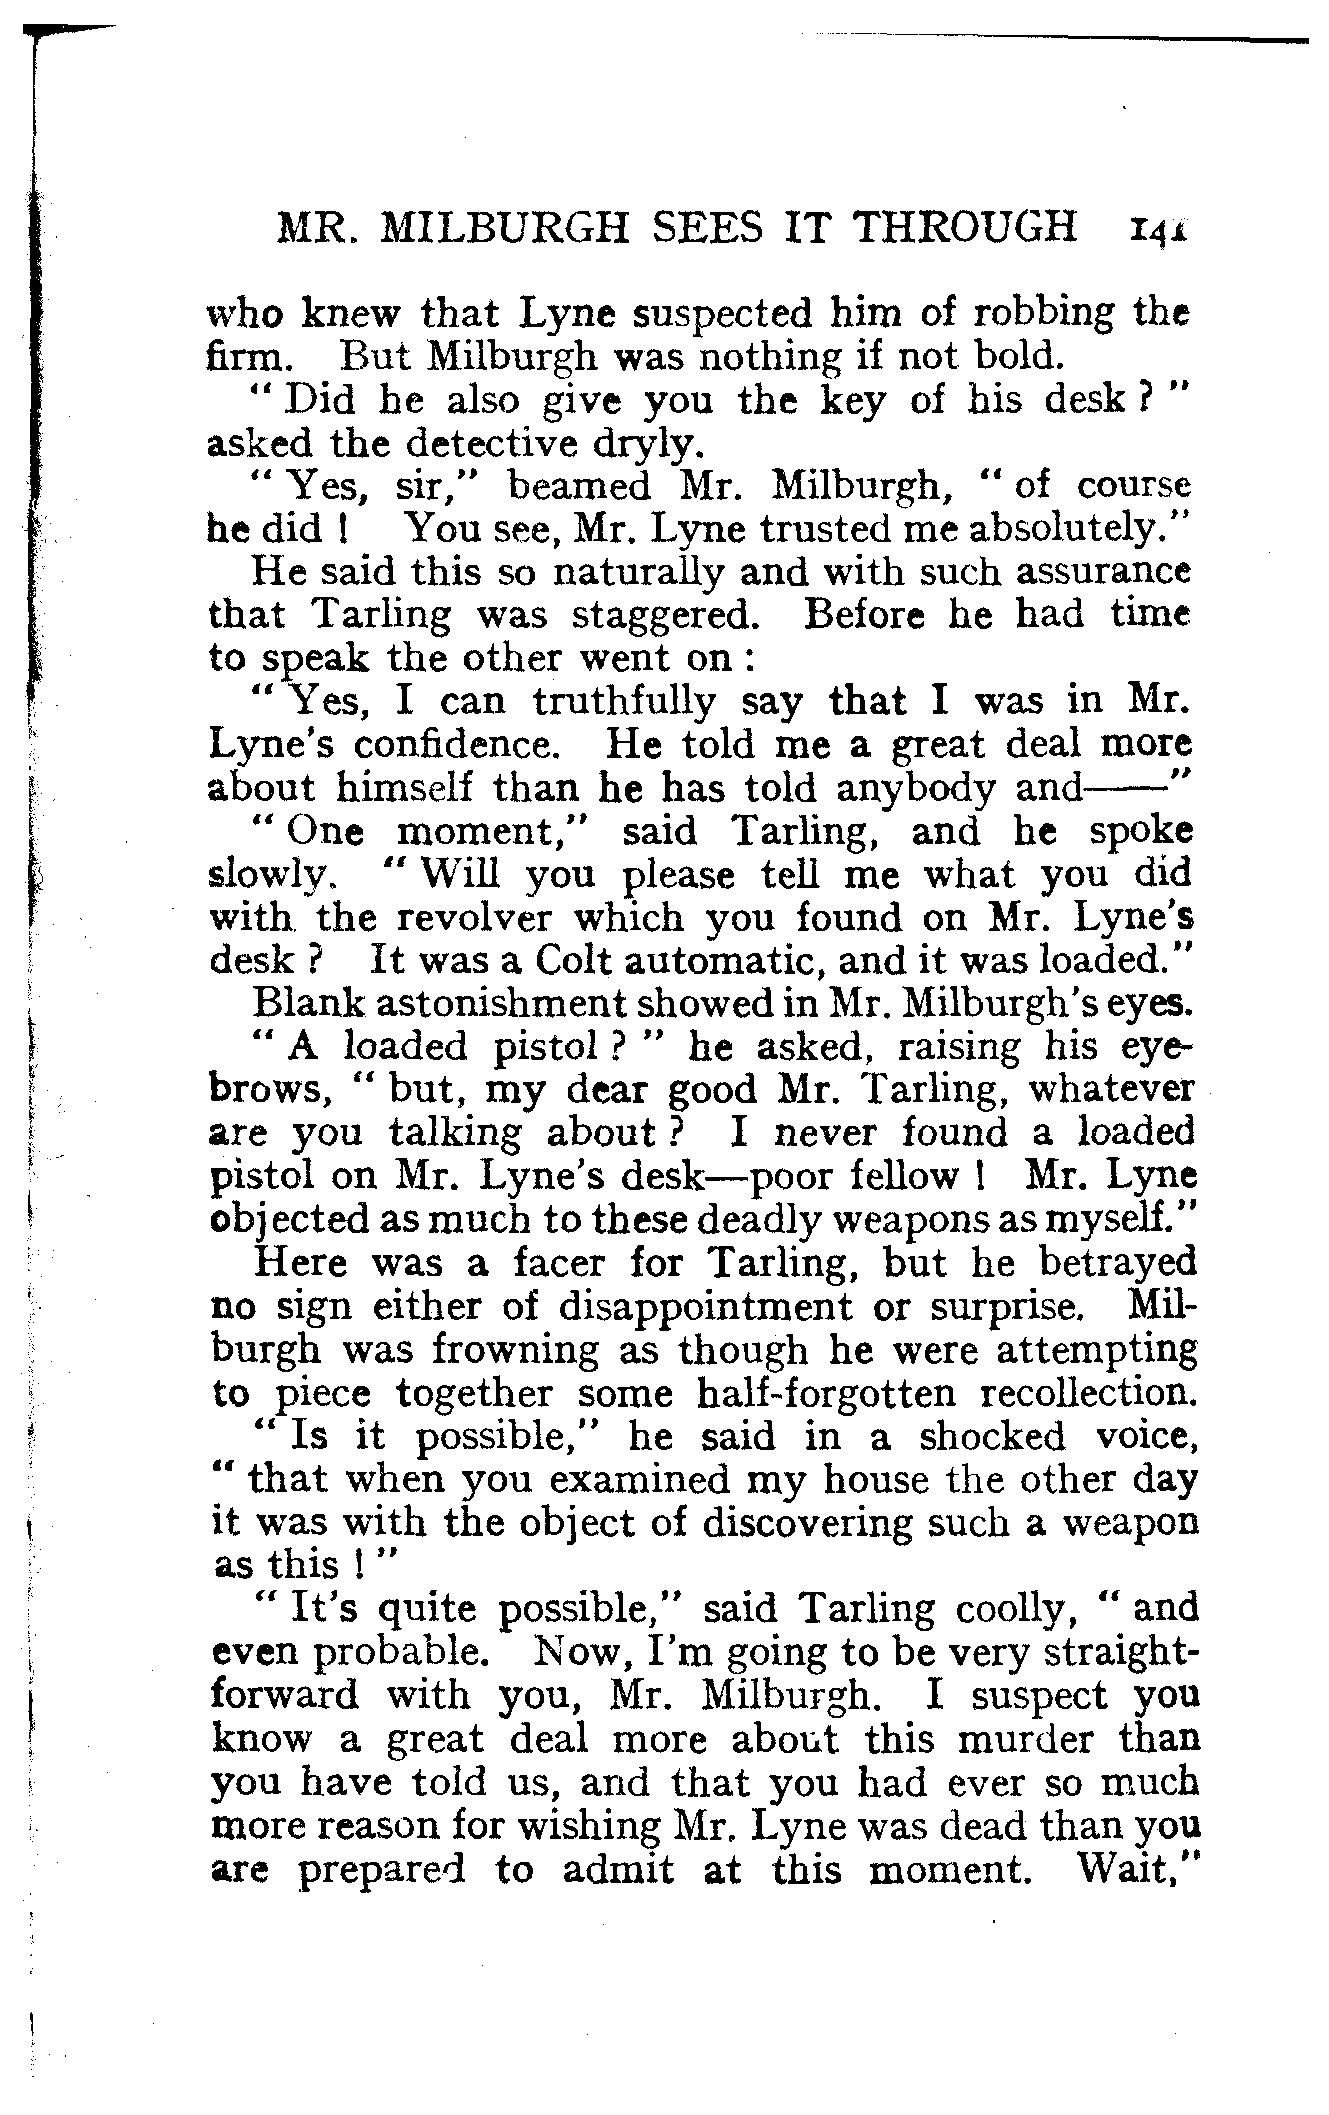 MR. MILBURGH SEES IT THROUGH 141
who knew that Lyne suspected him of robbing the
firm. But Milburgh was nothing if not bold.
“ Did he also give you the key of his desk ? ”
asked the detective dryly.
“ Yes, sir,” beamed Mr. Milburgh, “ of course
he did ! You see, Mr. Lyne trusted me absolutely.”
He said this so naturally and with such assurance
that Tarling was staggered. Before he had time
to speak the other went on :
“ Yes, I can truthfully say that I was in Mr.
Lyne's confidence. He told me a great deal more
about himself than he has told anybody and——”
“ One moment,” said Tarling, and he spoke
slowly. “ Will you please tell me what you did
with the revolver which you found on Mr. Lyne's
desk ? It was a Colt automatic, and it was loaded.”
Blank astonishment showed in Mr. Milburgh's eyes.
“ A loaded pistol ? ” he asked, raising his eye-
brows, “ but, my dear good Mr. Tarling, whatever
are you talking about ? I never found a loaded
pistol on Mr. Lyne's desk—poor fellow ! Mr. Lyne
objected as much to these deadly weapons as myself.”
Here was a facer for Tarling, but he betrayed
no sign either of disappointment or surprise. Mil-
burgh was frowning as though he were attempting
to piece together some half-forgotten recollection.
“ Is it possible,” he said in a shocked voice,
“ that when you examined my house the other day
it was with the object of discovering such a weapon
as this ! ”
“ It's quite possible,” said Tarling coolly, “ and
even probable. Now, I'm going to be very straight-
forward with you, Mr. Milburgh. I suspect you
know a great deal more about this murder than
you have told us, and that you had ever so much
more reason for wishing Mr. Lyne was dead than you
are prepared to admit at this moment. Wait,”